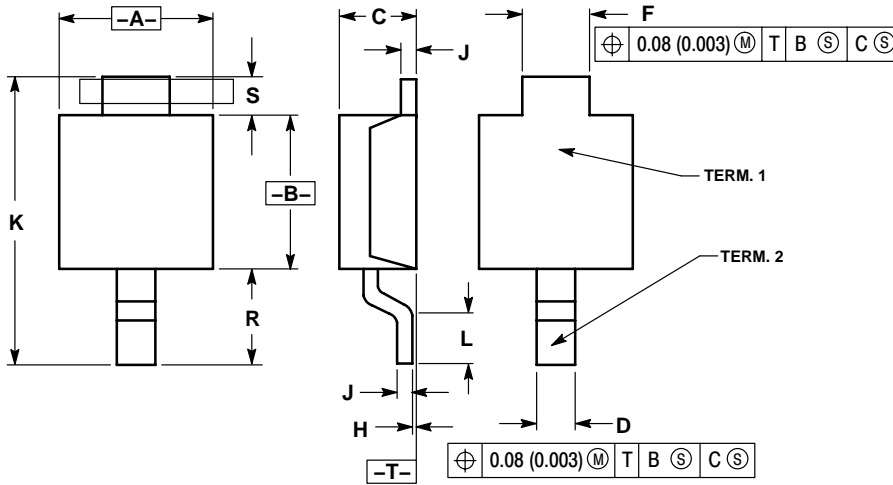 –A–
C
F
⌖ 0.08 (0.003) Ⓜ T B Ⓢ C Ⓢ
J
S
TERM. 1
–B–
K
TERM. 2
R
L
J
H
D
⌖ 0.08 (0.003) Ⓜ T B Ⓢ C Ⓢ
–T–